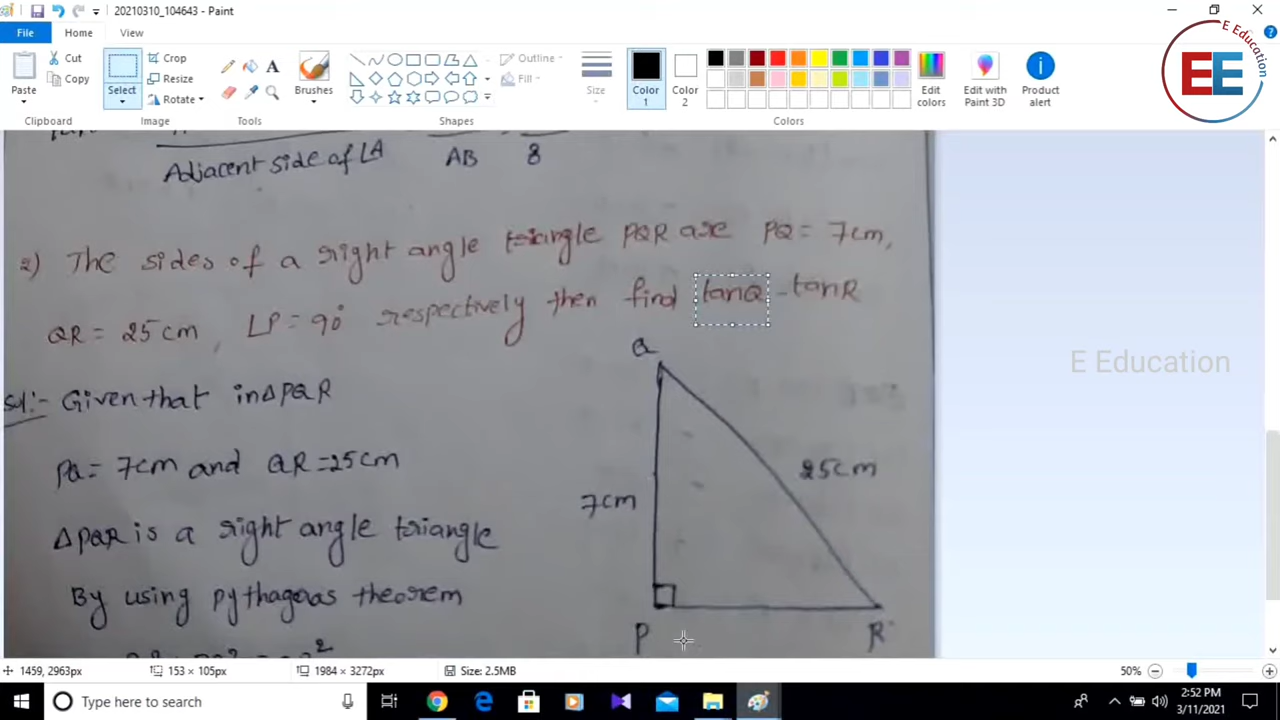 20210310_104643 - Paint
E Education
File Home View
EE
Cut
Copy
Paste
Crop
Resize
Rotate
Select
Brushes
Outline
Fill
Size
Color 1
Color 2
Edit colors
Edit with Paint 3D
Product alert
Clipboard Image Tools Shapes Colors
Adjacent side of ∠A AB 8
2) The sides of a right angle triangle PQR are PQ = 7cm,
QR = 25cm, ∠P = 90° respectively then find tanQ - tanR
Q
E Education
Sol:- Given that in ΔPQR
PQ = 7cm and QR = 25cm
25cm
7cm
ΔPQR is a right angle triangle
By using pythagoras theorem
P R
1459, 2963px 153 × 105px 1984 × 3272px Size: 2.5MB 50%
Type here to search
2:52 PM
3/11/2021